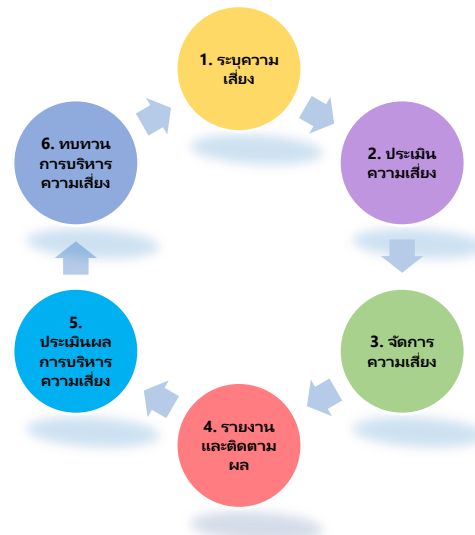 1. ระบุความ
เสี่ยง
2. ประเมิน
ความเสี่ยง
3. จัดการ
ความเสี่ยง
4. รายงาน
และติดตาม
ผล
5.
ประเมินผล
การบริหาร
ความเสี่ยง
6. ทบทวน
การบริหาร
ความเสี่ยง